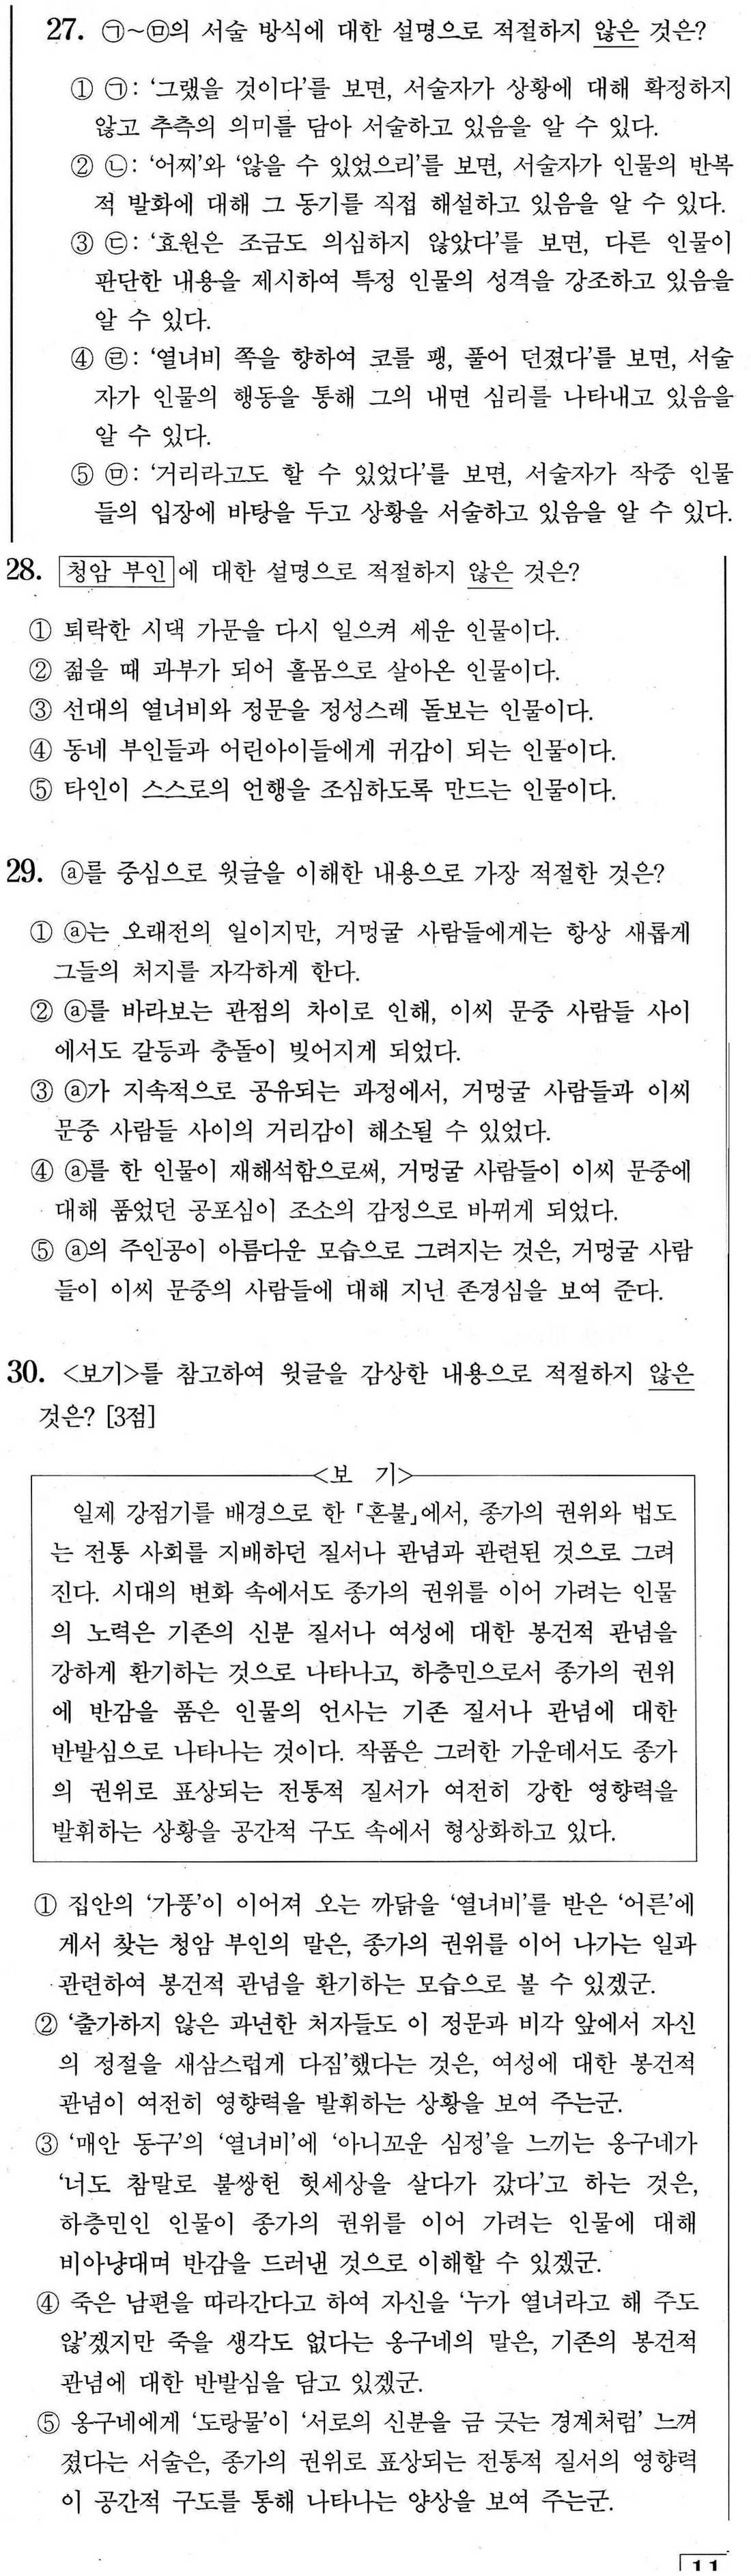 27. ㉠~㉤의 서술 방식에 대한 설명으로 적절하지 않은 것은?
① ㉠: ‘그랬을 것이다’를 보면, 서술자가 상황에 대해 확정하지
않고 추측의 의미를 담아 서술하고 있음을 알 수 있다.
② ㉡: ‘어찌’와 ‘않을 수 있었으리’를 보면, 서술자가 인물의 반복
적 발화에 대해 그 동기를 직접 해설하고 있음을 알 수 있다.
③ ㉢: ‘효원은 조금도 의심하지 않았다’를 보면, 다른 인물이
판단한 내용을 제시하여 특정 인물의 성격을 강조하고 있음을
알 수 있다.
④ ㉣: ‘열녀비 쪽을 향하여 코를 팽, 풀어 던졌다’를 보면, 서술
자가 인물의 행동을 통해 그의 내면 심리를 나타내고 있음을
알 수 있다.
⑤ ㉤: ‘거리라고도 할 수 있었다’를 보면, 서술자가 작중 인물
들의 입장에 바탕을 두고 상황을 서술하고 있음을 알 수 있다.
28. 청암 부인에 대한 설명으로 적절하지 않은 것은?
① 퇴락한 시댁 가문을 다시 일으켜 세운 인물이다.
② 젊을 때 과부가 되어 홀몸으로 살아온 인물이다.
③ 선대의 열녀비와 정문을 정성스레 돌보는 인물이다.
④ 동네 부인들과 어린아이들에게 귀감이 되는 인물이다.
⑤ 타인이 스스로의 언행을 조심하도록 만드는 인물이다.
29. ⓐ를 중심으로 윗글을 이해한 내용으로 가장 적절한 것은?
① ⓐ는 오래전의 일이지만, 거멍굴 사람들에게는 항상 새롭게
그들의 처지를 자각하게 한다.
② ⓐ를 바라보는 관점의 차이로 인해, 이씨 문중 사람들 사이
에서도 갈등과 충돌이 빚어지게 되었다.
③ ⓐ가 지속적으로 공유되는 과정에서, 거멍굴 사람들과 이씨
문중 사람들 사이의 거리감이 해소될 수 있었다.
④ ⓐ를 한 인물이 재해석함으로써, 거멍굴 사람들이 이씨 문중에
대해 품었던 공포심이 조소의 감정으로 바뀌게 되었다.
⑤ ⓐ의 주인공이 아름다운 모습으로 그려지는 것은, 거멍굴 사람
들이 이씨 문중의 사람들에 대해 지닌 존경심을 보여 준다.
30. <보기>를 참고하여 윗글을 감상한 내용으로 적절하지 않은
것은? [3점]
<보 기>
일제 강점기를 배경으로 한 「혼불」에서, 종가의 권위와 법도
는 전통 사회를 지배하던 질서나 관념과 관련된 것으로 그려
진다. 시대의 변화 속에서도 종가의 권위를 이어 가려는 인물
의 노력은 기존의 신분 질서나 여성에 대한 봉건적 관념을
강하게 환기하는 것으로 나타나고, 하층민으로서 종가의 권위
에 반감을 품은 인물의 언사는 기존 질서나 관념에 대한
반발심으로 나타나는 것이다. 작품은 그러한 가운데서도 종가
의 권위로 표상되는 전통적 질서가 여전히 강한 영향력을
발휘하는 상황을 공간적 구도 속에서 형상화하고 있다.
① 집안의 ‘가풍’이 이어져 오는 까닭을 ‘열녀비’를 받은 ‘어른’에
게서 찾는 청암 부인의 말은, 종가의 권위를 이어 나가는 일과
관련하여 봉건적 관념을 환기하는 모습으로 볼 수 있겠군.
② ‘출가하지 않은 과년한 처자들도 이 정문과 비각 앞에서 자신
의 정절을 새삼스럽게 다짐’했다는 것은, 여성에 대한 봉건적
관념이 여전히 영향력을 발휘하는 상황을 보여 주는군.
③ ‘매안 동구’의 ‘열녀비’에 ‘아니꼬운 심정’을 느끼는 옹구네가
‘너도 참말로 불쌍헌 헛세상을 살다가 갔다’고 하는 것은,
하층민인 인물이 종가의 권위를 이어 가려는 인물에 대해
비아냥대며 반감을 드러낸 것으로 이해할 수 있겠군.
④ 죽은 남편을 따라간다고 하여 자신을 ‘누가 열녀라고 해 주도
않’겠지만 죽을 생각도 없다는 옹구네의 말은, 기존의 봉건적
관념에 대한 반발심을 담고 있겠군.
⑤ 옹구네에게 ‘도랑물’이 ‘서로의 신분을 금 긋는 경계처럼’ 느껴
졌다는 서술은, 종가의 권위로 표상되는 전통적 질서의 영향력
이 공간적 구도를 통해 나타나는 양상을 보여 주는군.
11